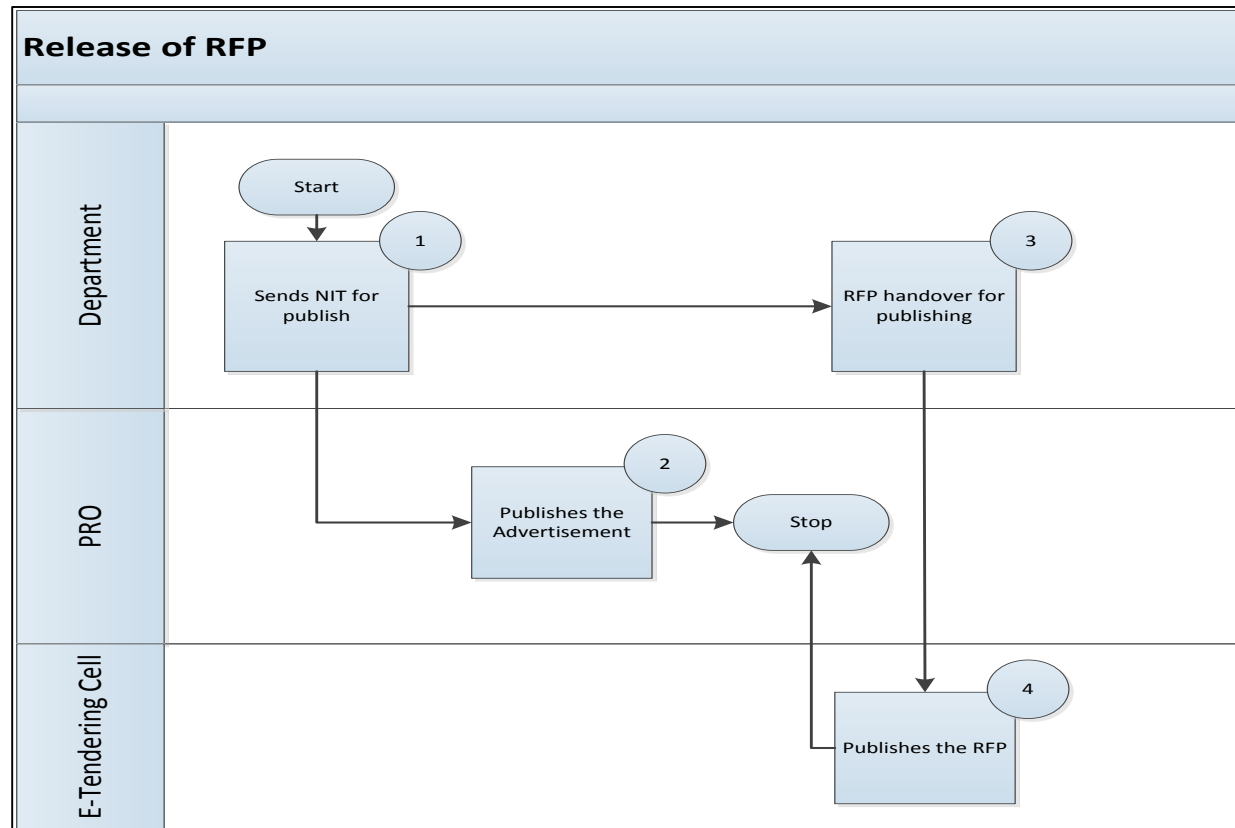 Release of RFP
Department
Start
1
Sends NIT for
publish
3
RFP handover for
publishing
PRO
2
Publishes the
Advertisement
Stop
E-Tendering Cell
4
Publishes the RFP